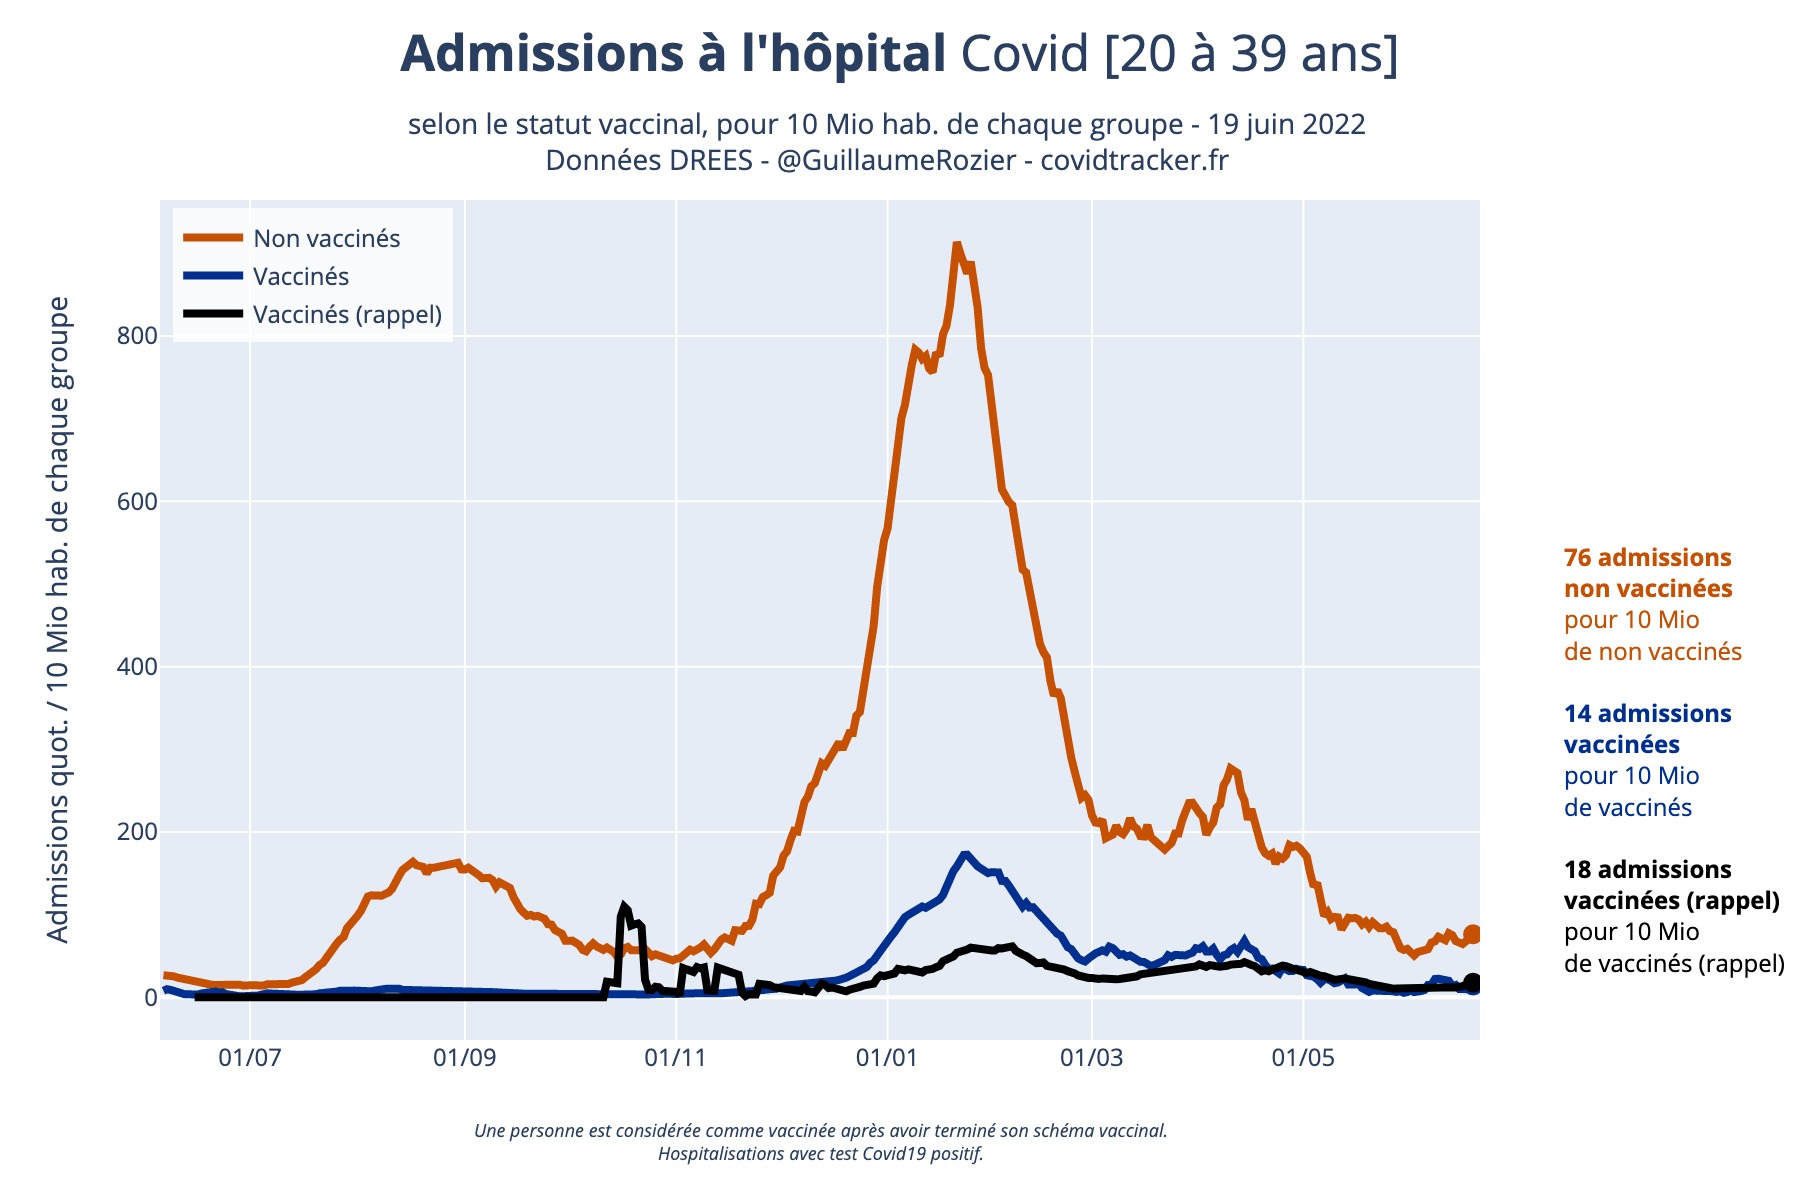 Admissions à l'hôpital Covid [20 à 39 ans]
selon le statut vaccinal, pour 10 Mio hab. de chaque groupe - 19 juin 2022
Données DREES - @GuillaumeRozier - covidtracker.fr
Non vaccinés
Vaccinés
Vaccinés (rappel)
Admissions quot. / 10 Mio hab. de chaque groupe
800
600
400
200
0
01/07
01/09
01/11
01/01
01/03
01/05
76 admissions
non vaccinées
pour 10 Mio
de non vaccinés
14 admissions
vaccinées
pour 10 Mio
de vaccinés
18 admissions
vaccinées (rappel)
pour 10 Mio
de vaccinés (rappel)
Une personne est considérée comme vaccinée après avoir terminé son schéma vaccinal.
Hospitalisations avec test Covid19 positif.